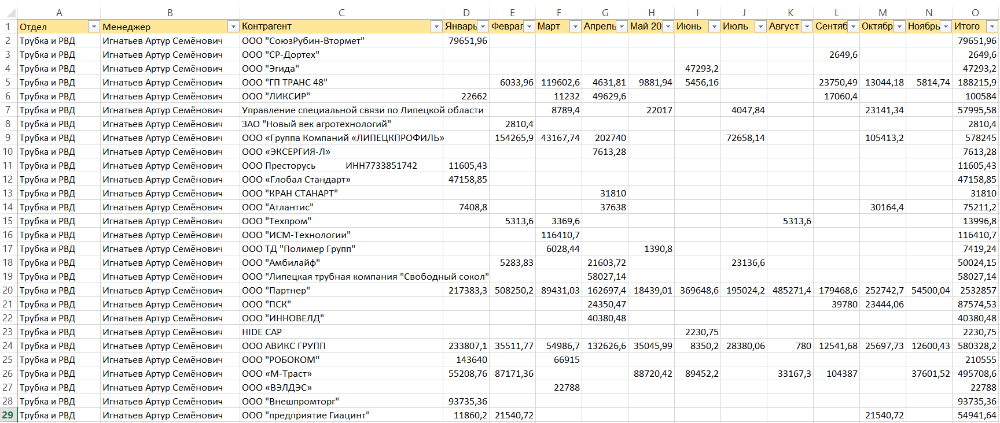 A B C D E F G H I J K L M N O
1 Отдел Менеджер Контрагент Январь Феврал Март Апрель Май 20 Июнь Июль Август Сентяб Октябр Ноябрь Итого
2 Трубка и РВД Игнатьев Артур Семёнович ООО "СоюзРубин-Втормет" 79651,96 79651,96
3 Трубка и РВД Игнатьев Артур Семёнович ООО "СР-Дортех" 2649,6 2649,6
4 Трубка и РВД Игнатьев Артур Семёнович ООО "Эгида" 47293,2 47293,2
5 Трубка и РВД Игнатьев Артур Семёнович ООО "ГП ТРАНС 48" 6033,96 119602,6 4631,81 9881,94 5456,16 23750,49 13044,18 5814,74 188215,9
6 Трубка и РВД Игнатьев Артур Семёнович ООО "ЛИКСИР" 22662 11232 49629,6 17060,4 100584
7 Трубка и РВД Игнатьев Артур Семёнович Управление специальной связи по Липецкой области 8789,4 22017 4047,84 23141,34 57995,58
8 Трубка и РВД Игнатьев Артур Семёнович ЗАО "Новый век агротехнологий" 2810,4 2810,4
9 Трубка и РВД Игнатьев Артур Семёнович ООО «Группа Компаний «ЛИПЕЦКПРОФИЛЬ» 154265,9 43167,74 202740 72658,14 105413,2 578245
10 Трубка и РВД Игнатьев Артур Семёнович ООО «ЭКСЕРГИЯ-Л» 7613,28 7613,28
11 Трубка и РВД Игнатьев Артур Семёнович ООО Престорусь ИНН7733851742 11605,43 11605,43
12 Трубка и РВД Игнатьев Артур Семёнович ООО «Глобал Стандарт» 47158,85 47158,85
13 Трубка и РВД Игнатьев Артур Семёнович ООО "КРАН СТАНАРТ" 31810 31810
14 Трубка и РВД Игнатьев Артур Семёнович ООО "Атлантис" 7408,8 37638 30164,4 75211,2
15 Трубка и РВД Игнатьев Артур Семёнович ООО "Техпром" 5313,6 3369,6 5313,6 13996,8
16 Трубка и РВД Игнатьев Артур Семёнович ООО "ИСМ-Технологии" 116410,7 116410,7
17 Трубка и РВД Игнатьев Артур Семёнович ООО ТД "Полимер Групп" 6028,44 1390,8 7419,24
18 Трубка и РВД Игнатьев Артур Семёнович ООО "Амбилайф" 5283,83 21603,72 23136,6 50024,15
19 Трубка и РВД Игнатьев Артур Семёнович ООО "Липецкая трубная компания "Свободный сокол" 58027,14 58027,14
20 Трубка и РВД Игнатьев Артур Семёнович ООО "Партнер" 217383,3 508250,2 89431,03 162697,4 18439,01 369648,6 195024,2 485271,4 179468,6 252742,7 54500,04 2532857
21 Трубка и РВД Игнатьев Артур Семёнович ООО "ПСК" 24350,47 39780 23444,06 87574,53
22 Трубка и РВД Игнатьев Артур Семёнович ООО "ИННОВЕЛД" 40380,48 40380,48
23 Трубка и РВД Игнатьев Артур Семёнович HIDE CAP 2230,75 2230,75
24 Трубка и РВД Игнатьев Артур Семёнович ООО АВИКС ГРУПП 233807,1 35511,77 54986,7 132626,6 35045,99 8350,2 28380,06 780 12541,68 25697,73 12600,43 580328,2
25 Трубка и РВД Игнатьев Артур Семёнович ООО "РОБОКОМ" 143640 66915 210555
26 Трубка и РВД Игнатьев Артур Семёнович ООО «М-Траст» 55208,76 87171,36 88720,42 89452,2 33167,3 104387 37601,52 495708,6
27 Трубка и РВД Игнатьев Артур Семёнович ООО «ВЭЛДЭС» 22788 22788
28 Трубка и РВД Игнатьев Артур Семёнович ООО "Внешпромторг" 93735,36 93735,36
29 Трубка и РВД Игнатьев Артур Семёнович ООО "предприятие Гиацинт" 11860,2 21540,72 21540,72 54941,64